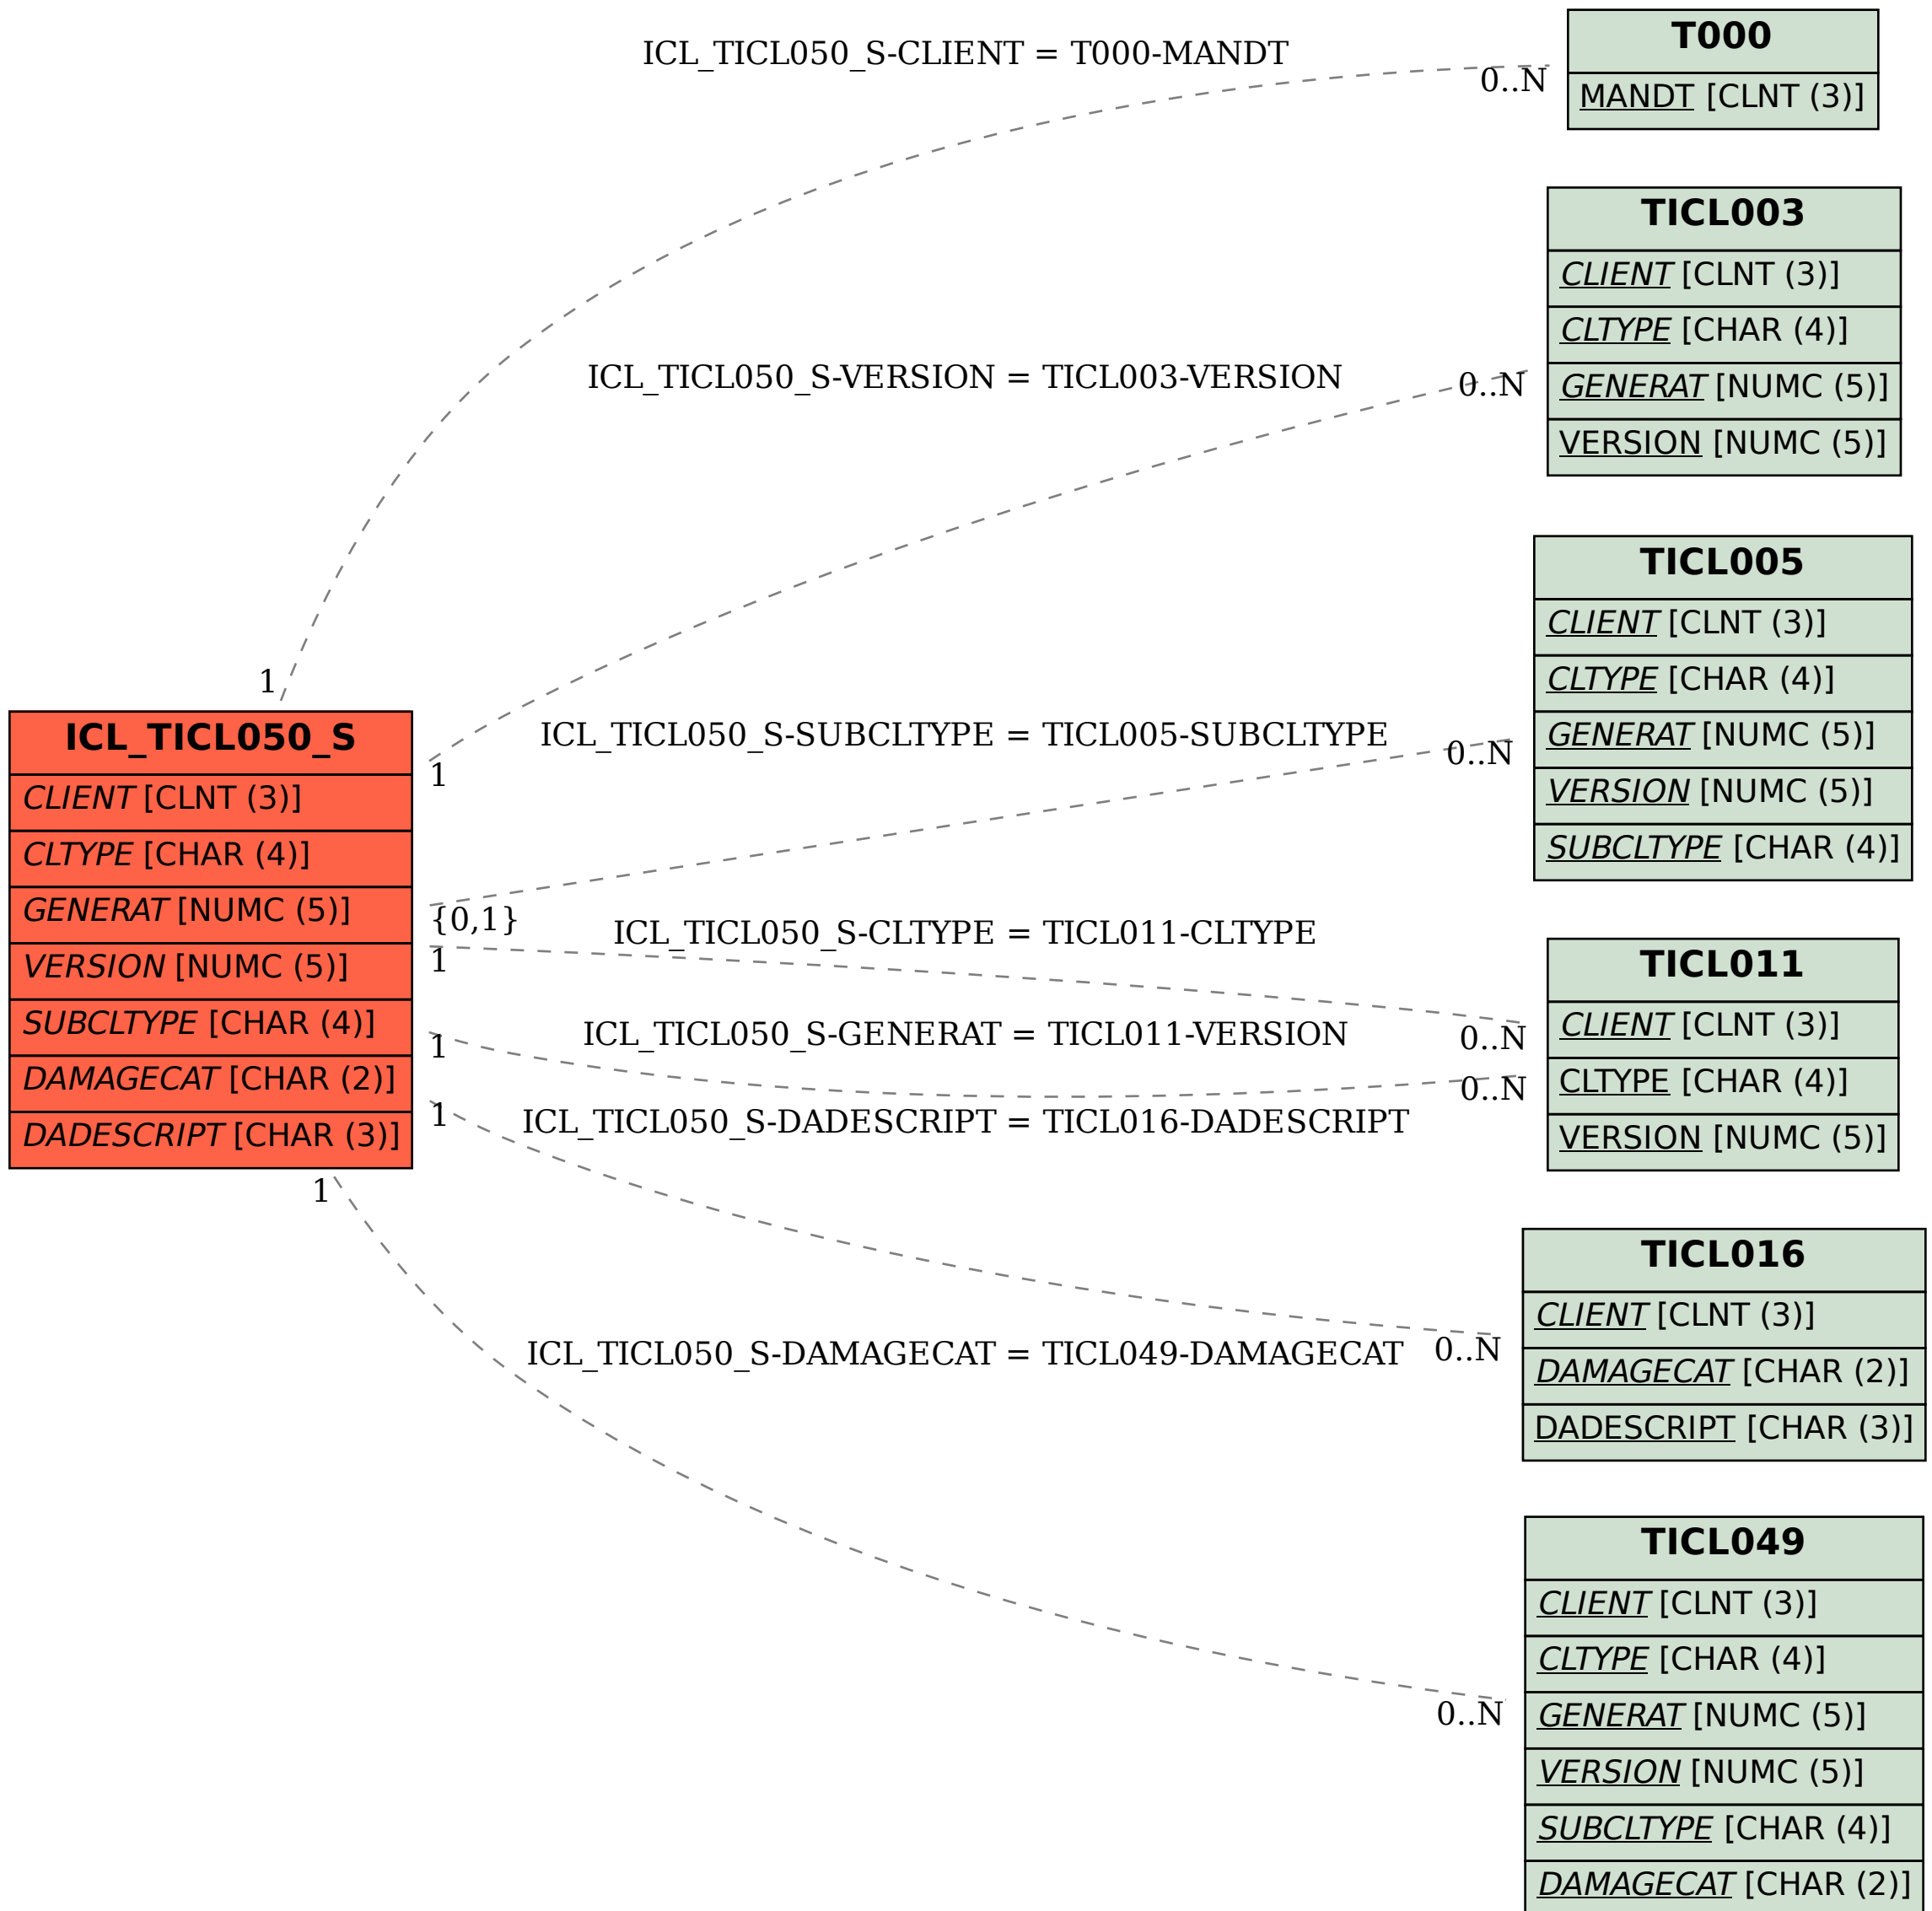 ICL_TICL050_S-CLIENT = T000-MANDT
0..N
1
T000
MANDT [CLNT (3)]
ICL_TICL050_S-VERSION = TICL003-VERSION
0..N
1
TICL003
CLIENT [CLNT (3)]
CLTYPE [CHAR (4)]
GENERAT [NUMC (5)]
VERSION [NUMC (5)]
ICL_TICL050_S-SUBCLTYPE = TICL005-SUBCLTYPE
0..N
{0,1}
TICL005
CLIENT [CLNT (3)]
CLTYPE [CHAR (4)]
GENERAT [NUMC (5)]
VERSION [NUMC (5)]
SUBCLTYPE [CHAR (4)]
ICL_TICL050_S
CLIENT [CLNT (3)]
CLTYPE [CHAR (4)]
GENERAT [NUMC (5)]
VERSION [NUMC (5)]
SUBCLTYPE [CHAR (4)]
DAMAGECAT [CHAR (2)]
DADESCRIPT [CHAR (3)]
ICL_TICL050_S-CLTYPE = TICL011-CLTYPE
1
0..N
ICL_TICL050_S-GENERAT = TICL011-VERSION
1
0..N
TICL011
CLIENT [CLNT (3)]
CLTYPE [CHAR (4)]
VERSION [NUMC (5)]
ICL_TICL050_S-DADESCRIPT = TICL016-DADESCRIPT
1
0..N
TICL016
CLIENT [CLNT (3)]
DAMAGECAT [CHAR (2)]
DADESCRIPT [CHAR (3)]
ICL_TICL050_S-DAMAGECAT = TICL049-DAMAGECAT
1
0..N
TICL049
CLIENT [CLNT (3)]
CLTYPE [CHAR (4)]
GENERAT [NUMC (5)]
VERSION [NUMC (5)]
SUBCLTYPE [CHAR (4)]
DAMAGECAT [CHAR (2)]